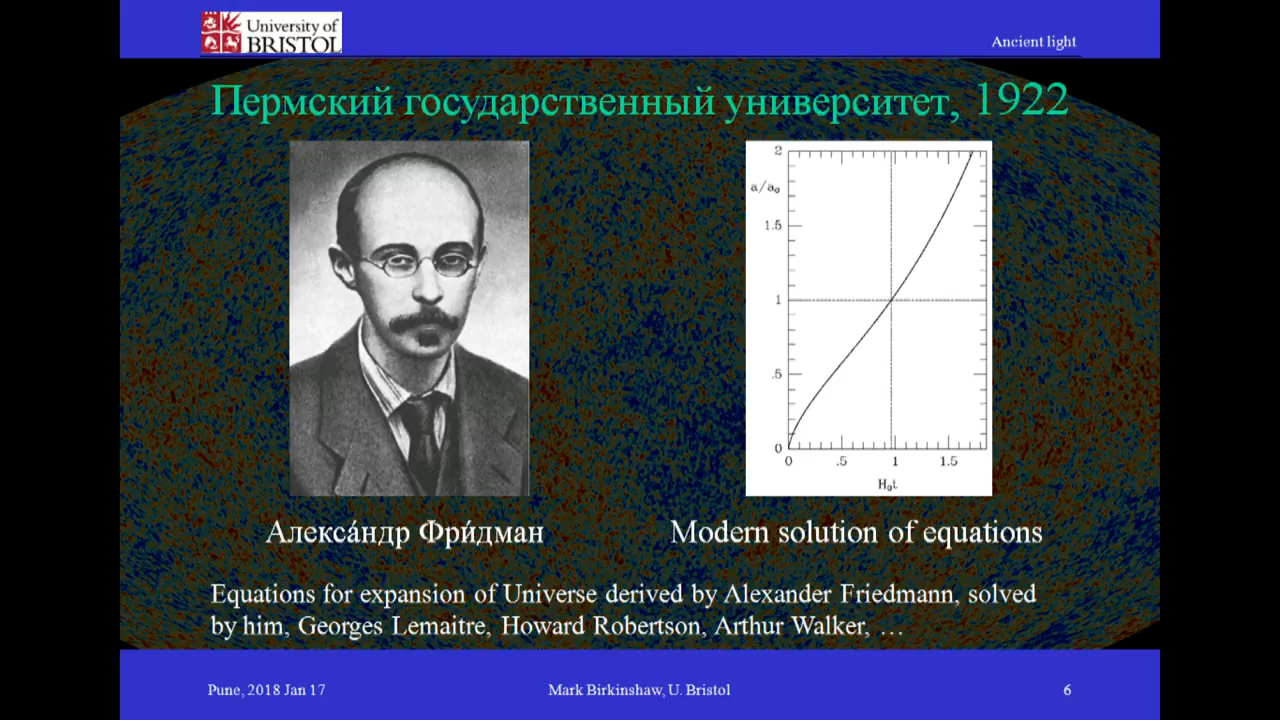 University of
BRISTOL
Ancient light
Пермский государственный университет, 1922
2
a/a₀
1.5
1
.5
0
0 .5 1 1.5
H₀t
Алекса́ндр Фри́дман
Modern solution of equations
Equations for expansion of Universe derived by Alexander Friedmann, solved
by him, Georges Lemaitre, Howard Robertson, Arthur Walker, …
Pune, 2018 Jan 17
Mark Birkinshaw, U. Bristol
6